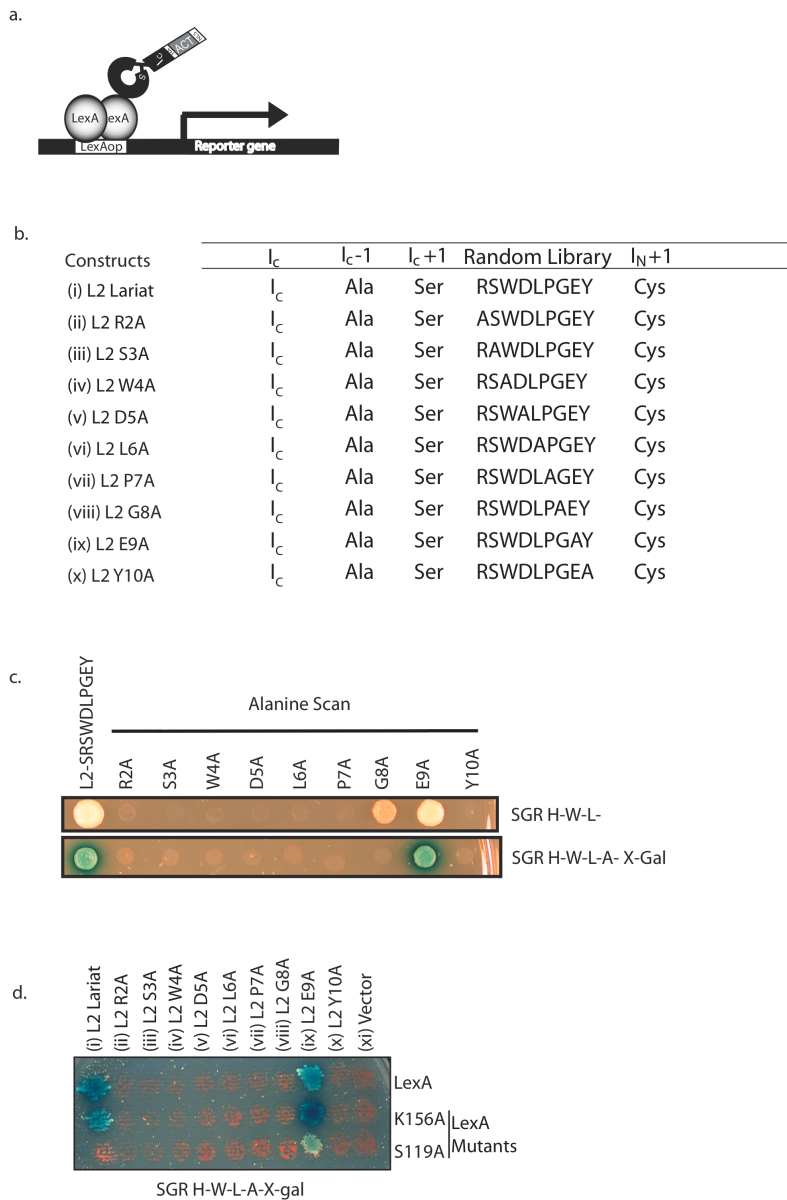 a.
S
I C
ACT
LexA
exA
LexAop
Reporter gene
b.
Constructs Ic Ic-1 Ic+1 Random Library IN+1
(i) L2 Lariat IC Ala Ser RSWDLPGEY Cys
(ii) L2 R2A IC Ala Ser ASWDLPGEY Cys
(iii) L2 S3A IC Ala Ser RAWDLPGEY Cys
(iv) L2 W4A IC Ala Ser RSADLPGEY Cys
(v) L2 D5A IC Ala Ser RSWALPGEY Cys
(vi) L2 L6A IC Ala Ser RSWDAPGEY Cys
(vii) L2 P7A IC Ala Ser RSWDLAGEY Cys
(viii) L2 G8A IC Ala Ser RSWDLPAEY Cys
(ix) L2 E9A IC Ala Ser RSWDLPGAY Cys
(x) L2 Y10A IC Ala Ser RSWDLPGEA Cys
c.
Alanine Scan
L2-SRSWDLPGEY
R2A
S3A
W4A
D5A
L6A
P7A
G8A
E9A
Y10A
SGR H-W-L-
SGR H-W-L-A- X-Gal
d.
(i) L2 Lariat
(ii) L2 R2A
(iii) L2 S3A
(iv) L2 W4A
(v) L2 D5A
(vi) L2 L6A
(vii) L2 P7A
(viii) L2 G8A
(ix) L2 E9A
(x) L2 Y10A
(xi) Vector
LexA
K156A
S119A
LexA
Mutants
SGR H-W-L-A-X-gal